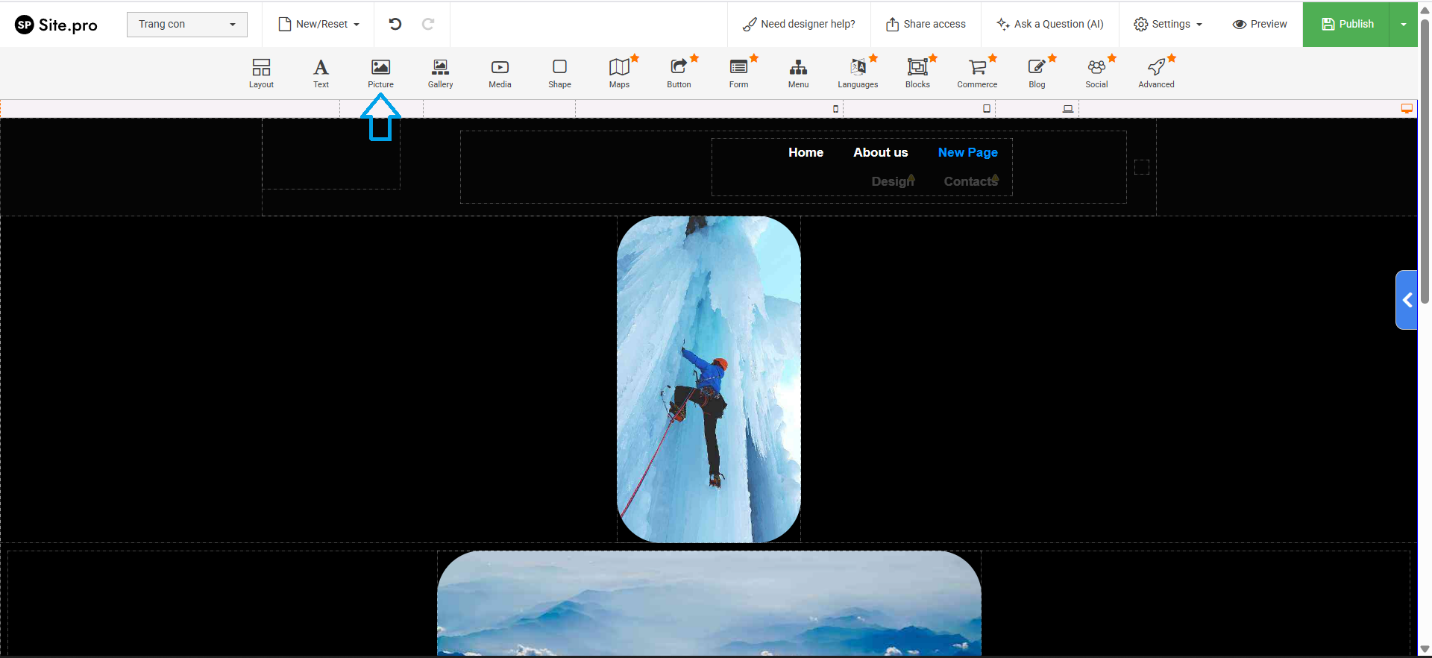 SP Site.pro
Trang con
New/Reset
Need designer help?
Share access
Ask a Question (AI)
Settings
Preview
Publish
Layout
Text
Picture
Gallery
Media
Shape
Maps
Button
Form
Menu
Languages
Blocks
Commerce
Blog
Social
Advanced
Home About us New Page
Design Contacts